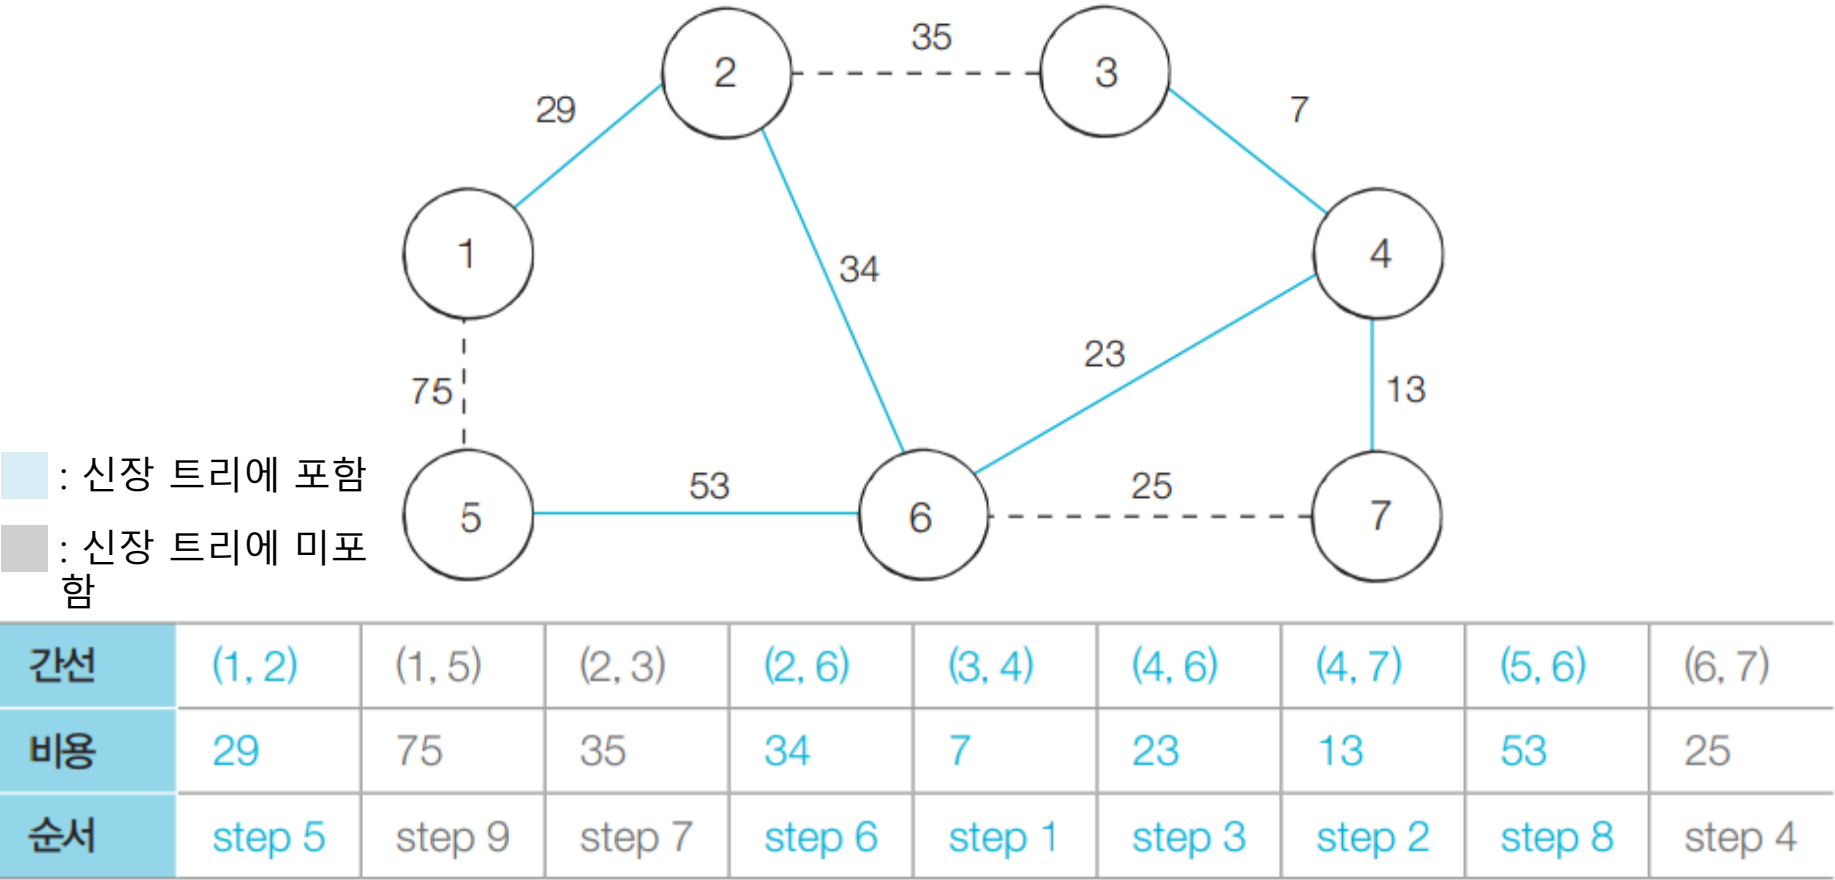 35
2
3
29
7
1
4
34
23
75
13
: 신장 트리에 포함
53
25
5
6
7
: 신장 트리에 미포
함
간선 (1, 2) (1, 5) (2, 3) (2, 6) (3, 4) (4, 6) (4, 7) (5, 6) (6, 7)
비용 29 75 35 34 7 23 13 53 25
순서 step 5 step 9 step 7 step 6 step 1 step 3 step 2 step 8 step 4